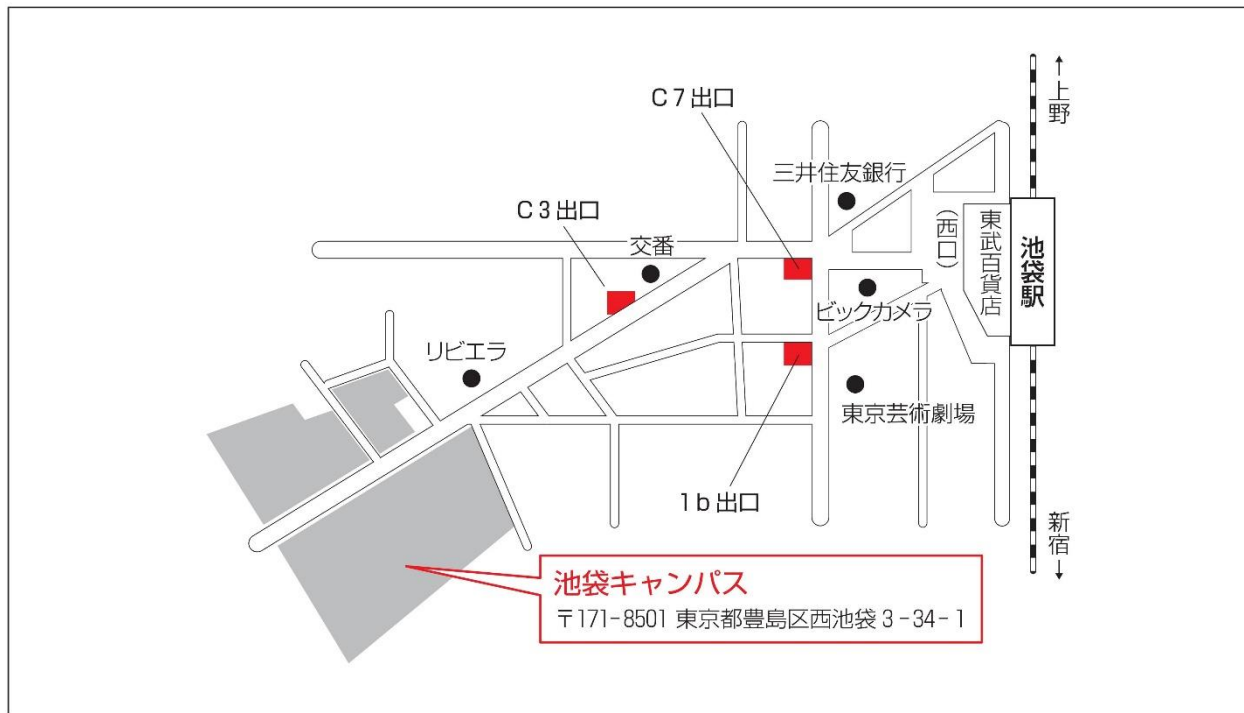 ↑上野
C7出口
三井住友銀行
C3出口
交番
(西口)
東武百貨店
池袋駅
ビックカメラ
リビエラ
東京芸術劇場
1b出口
新宿↓
池袋キャンパス
〒171-8501 東京都豊島区西池袋3-34-1